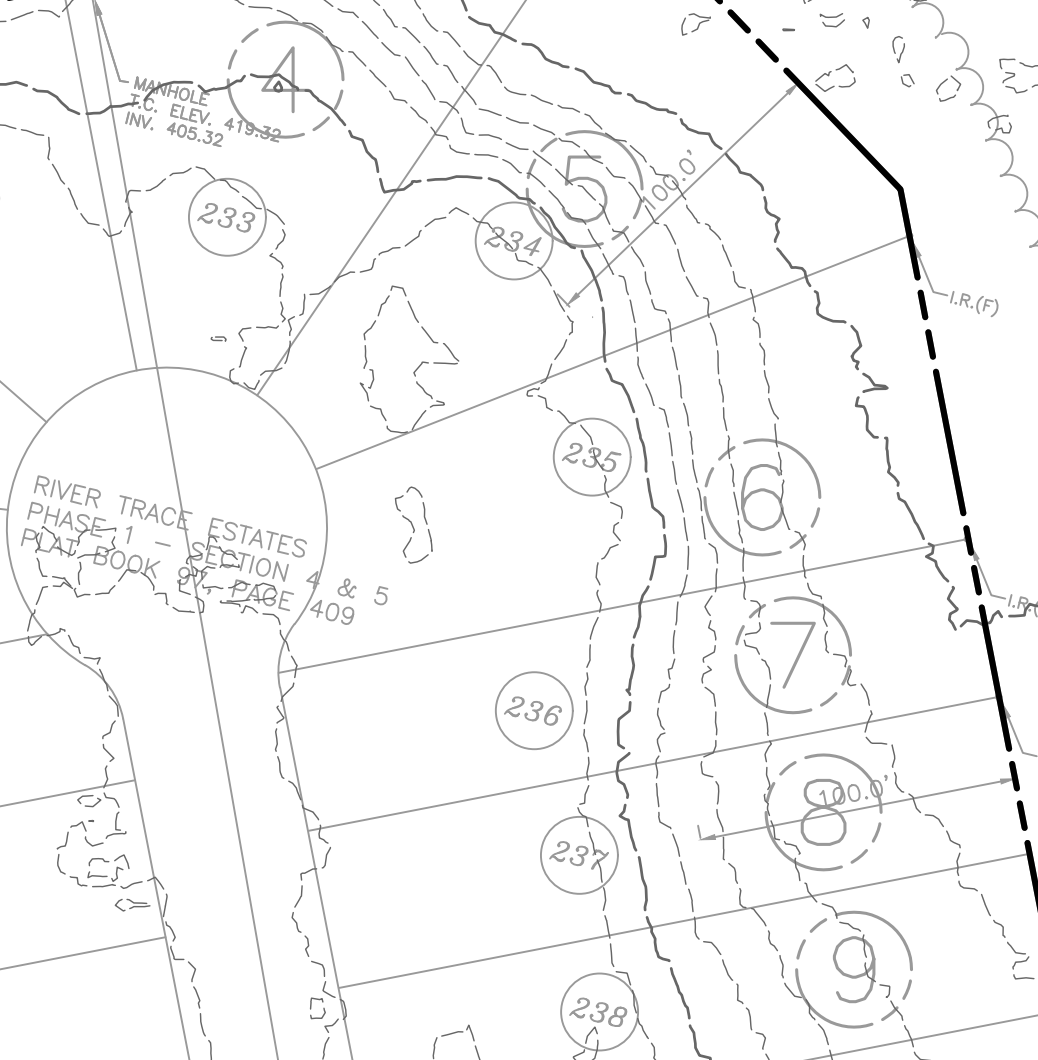 4
MANHOLE
T.C. ELEV. 419.32
INV. 405.32
5
100.0'
233
234
I.R.(F)
235
6
RIVER TRACE ESTATES
PHASE 1 - SECTION 4 & 5
PLAT BOOK 97, PAGE 409
I.R.(
7
236
8
100.0'
237
9
238